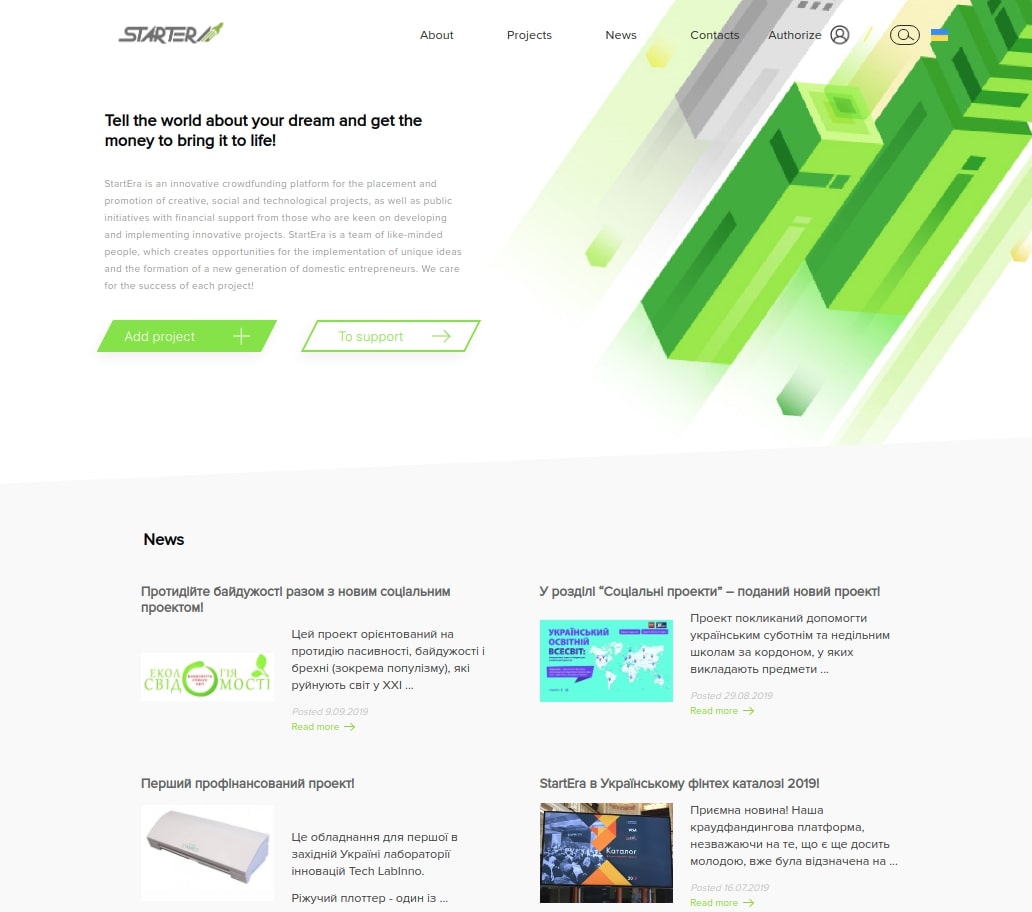 STARTERA
About Projects News Contacts Authorize
Tell the world about your dream and get the
money to bring it to life!
StartEra is an innovative crowdfunding platform for the placement and
promotion of creative, social and technological projects, as well as public
initiatives with financial support from those who are keen on developing
and implementing innovative projects. StartEra is a team of like-minded
people, which creates opportunities for the implementation of unique ideas
and the formation of a new generation of domestic entrepreneurs. We care
for the success of each project!
Add project
To support
News
Протидійте байдужості разом з новим соціальним
проектом!
ЕКОЛОГІЯ
СВІДОМОСТІ
Цей проект орієнтований на
протидію пасивності, байдужості і
брехні (зокрема популізму), які
руйнують світ у XXI ...
Posted 9.09.2019
Read more
У розділі “Соціальні проекти” – поданий новий проект!
УКРАЇНСЬКИЙ
ОСВІТНІЙ
ВСЕСВІТ:
Проект покликаний допомогти
українським суботнім та недільним
школам за кордоном, у яких
викладають предмети ...
Posted 29.08.2019
Read more
Перший профінансований проект!
Це обладнання для першої в
західній Україні лабораторії
інновацій Tech LabInno.
Ріжучий плоттер - один із ...
StartEra в Українському фінтех каталозі 2019!
Каталог
Приємна новина! Наша
краудфандингова платформа,
незважаючи на те, що є ще досить
молодою, вже була відзначена на ...
Posted 16.07.2019
Read more